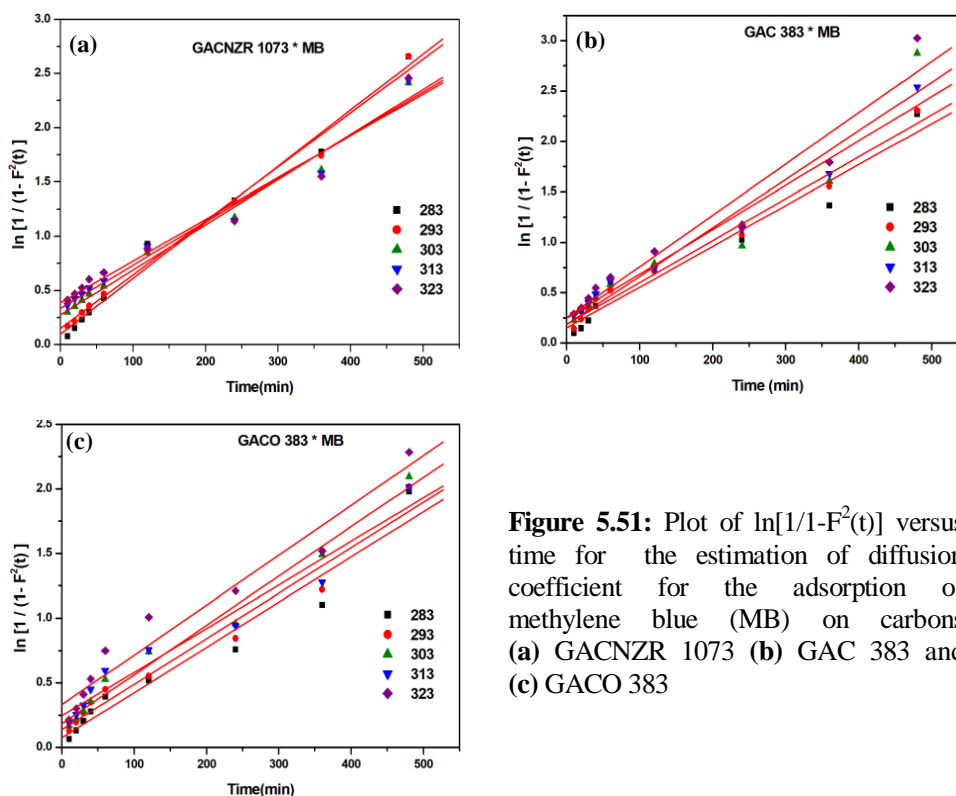 (a)
GACNZR 1073 * MB
ln [1 / (1- F²(t) ]
3.0
2.5
2.0
1.5
1.0
0.5
0.0
283
293
303
313
323
0 100 200 300 400 500
Time(min)
(b)
GAC 383 * MB
ln [1 / (1- F²(t) ]
3.0
2.5
2.0
1.5
1.0
0.5
0.0
283
293
303
313
323
0 100 200 300 400 500
Time (min)
(c)
GACO 383 * MB
ln [1 / (1- F²(t) ]
2.5
2.0
1.5
1.0
0.5
0.0
283
293
303
313
323
0 100 200 300 400 500
Time(min)
Figure 5.51: Plot of ln[1/1-F²(t)] versus
time for the estimation of diffusion
coefficient for the adsorption o
methylene blue (MB) on carbons
(a) GACNZR 1073 (b) GAC 383 and
(c) GACO 383